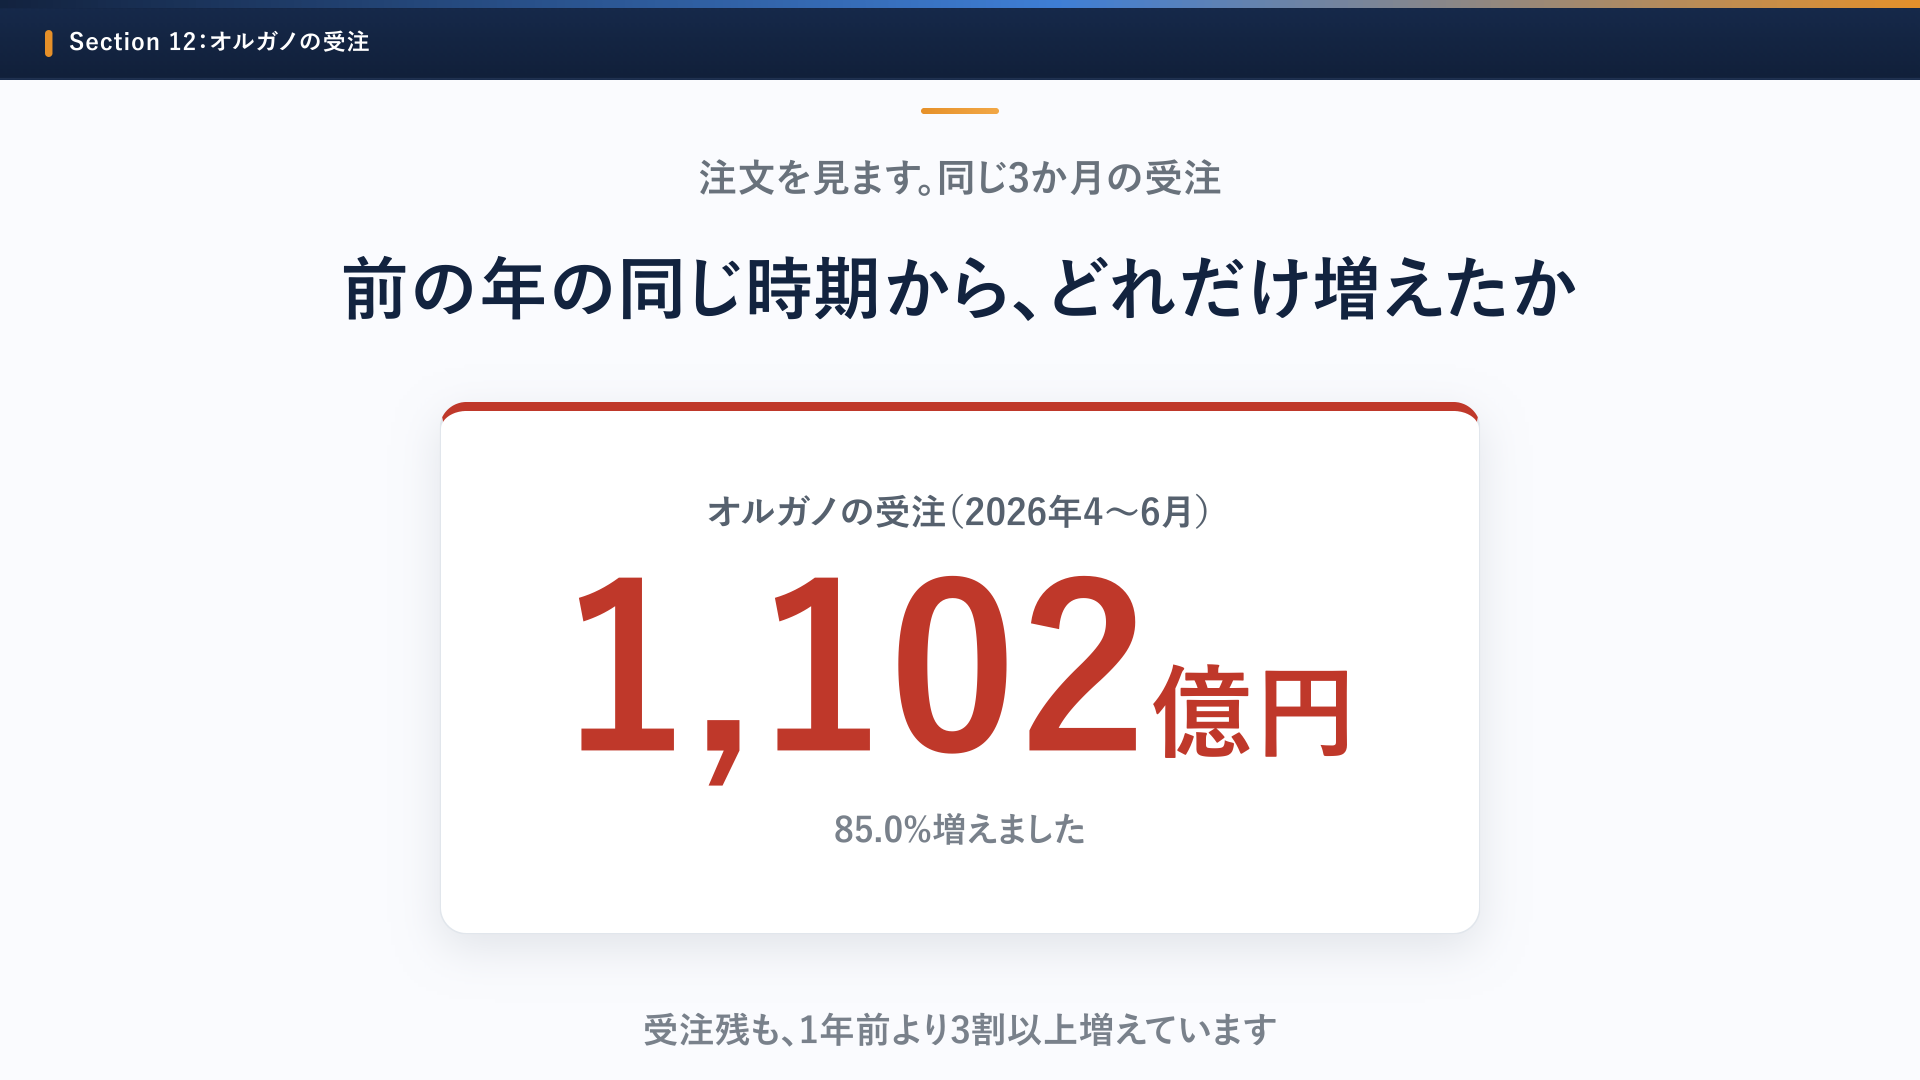 Section 12：オルガノの受注
注文を見ます。同じ3か月の受注
前の年の同じ時期から、どれだけ増えたか
オルガノの受注（2026年4〜6月）
1,102億円
85.0%増えました
受注残も、1年前より3割以上増えています